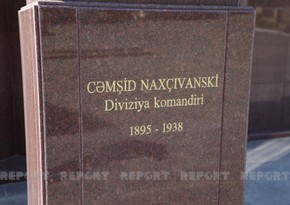 CƏMŞİD NAXÇIVANSKİ
Diviziya komandiri
1895 - 1938
REPORT REPORT REPORT REPORT